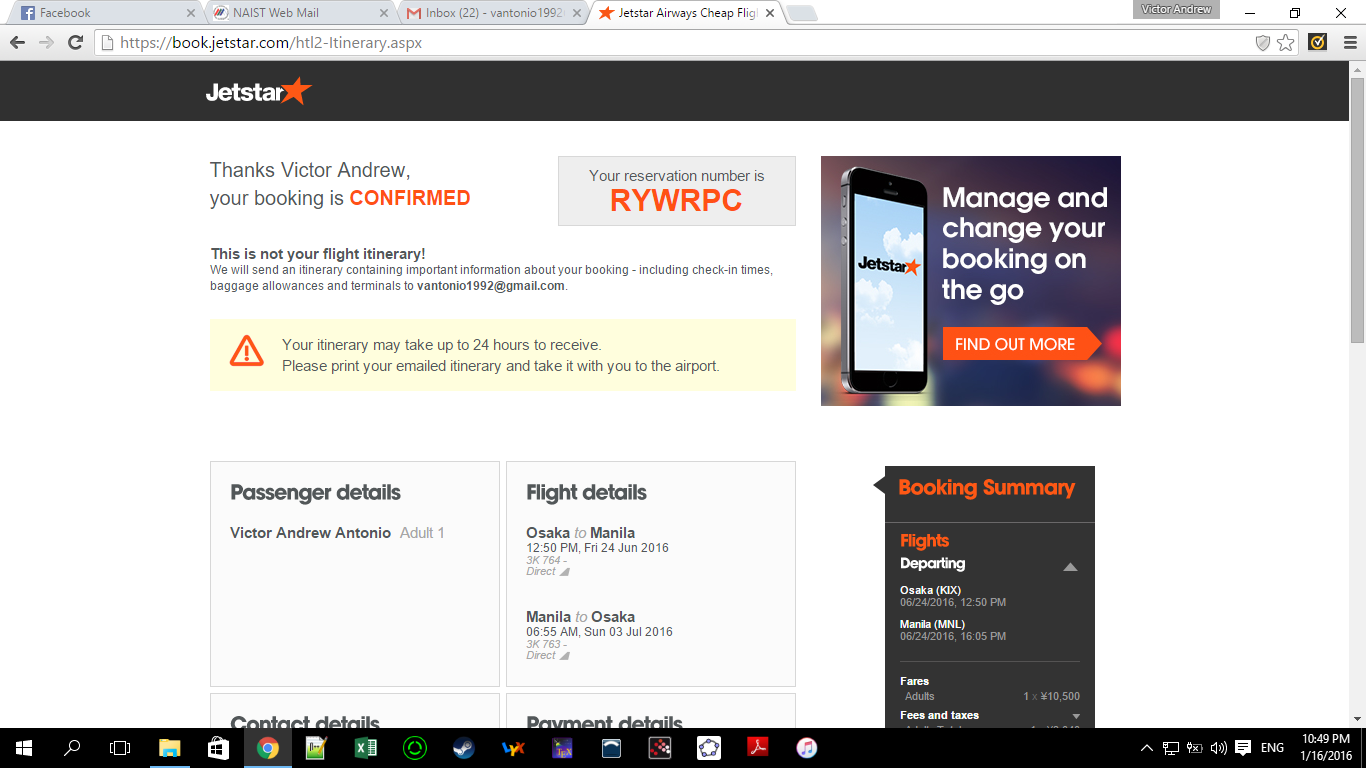 Facebook
NAIST Web Mail
Inbox (22) - vantonio1992
Jetstar Airways Cheap Flig
Victor Andrew
https://book.jetstar.com/htl2-Itinerary.aspx
Jetstar
Thanks Victor Andrew,
your booking is CONFIRMED
Your reservation number is
RYWRPC
This is not your flight itinerary!
We will send an itinerary containing important information about your booking - including check-in times,
baggage allowances and terminals to vantonio1992@gmail.com.
Your itinerary may take up to 24 hours to receive.
Please print your emailed itinerary and take it with you to the airport.
Jetstar
Manage and
change your
booking on
the go
FIND OUT MORE
Passenger details
Victor Andrew Antonio Adult 1
Flight details
Osaka to Manila
12:50 PM, Fri 24 Jun 2016
3K 764 -
Direct
Manila to Osaka
06:55 AM, Sun 03 Jul 2016
3K 763 -
Direct
Booking Summary
Flights
Departing
Osaka (KIX)
06/24/2016, 12:50 PM
Manila (MNL)
06/24/2016, 16:05 PM
Fares
Adults 1 x ¥10,500
Fees and taxes
Contact details
Payment details
ENG
10:49 PM
1/16/2016